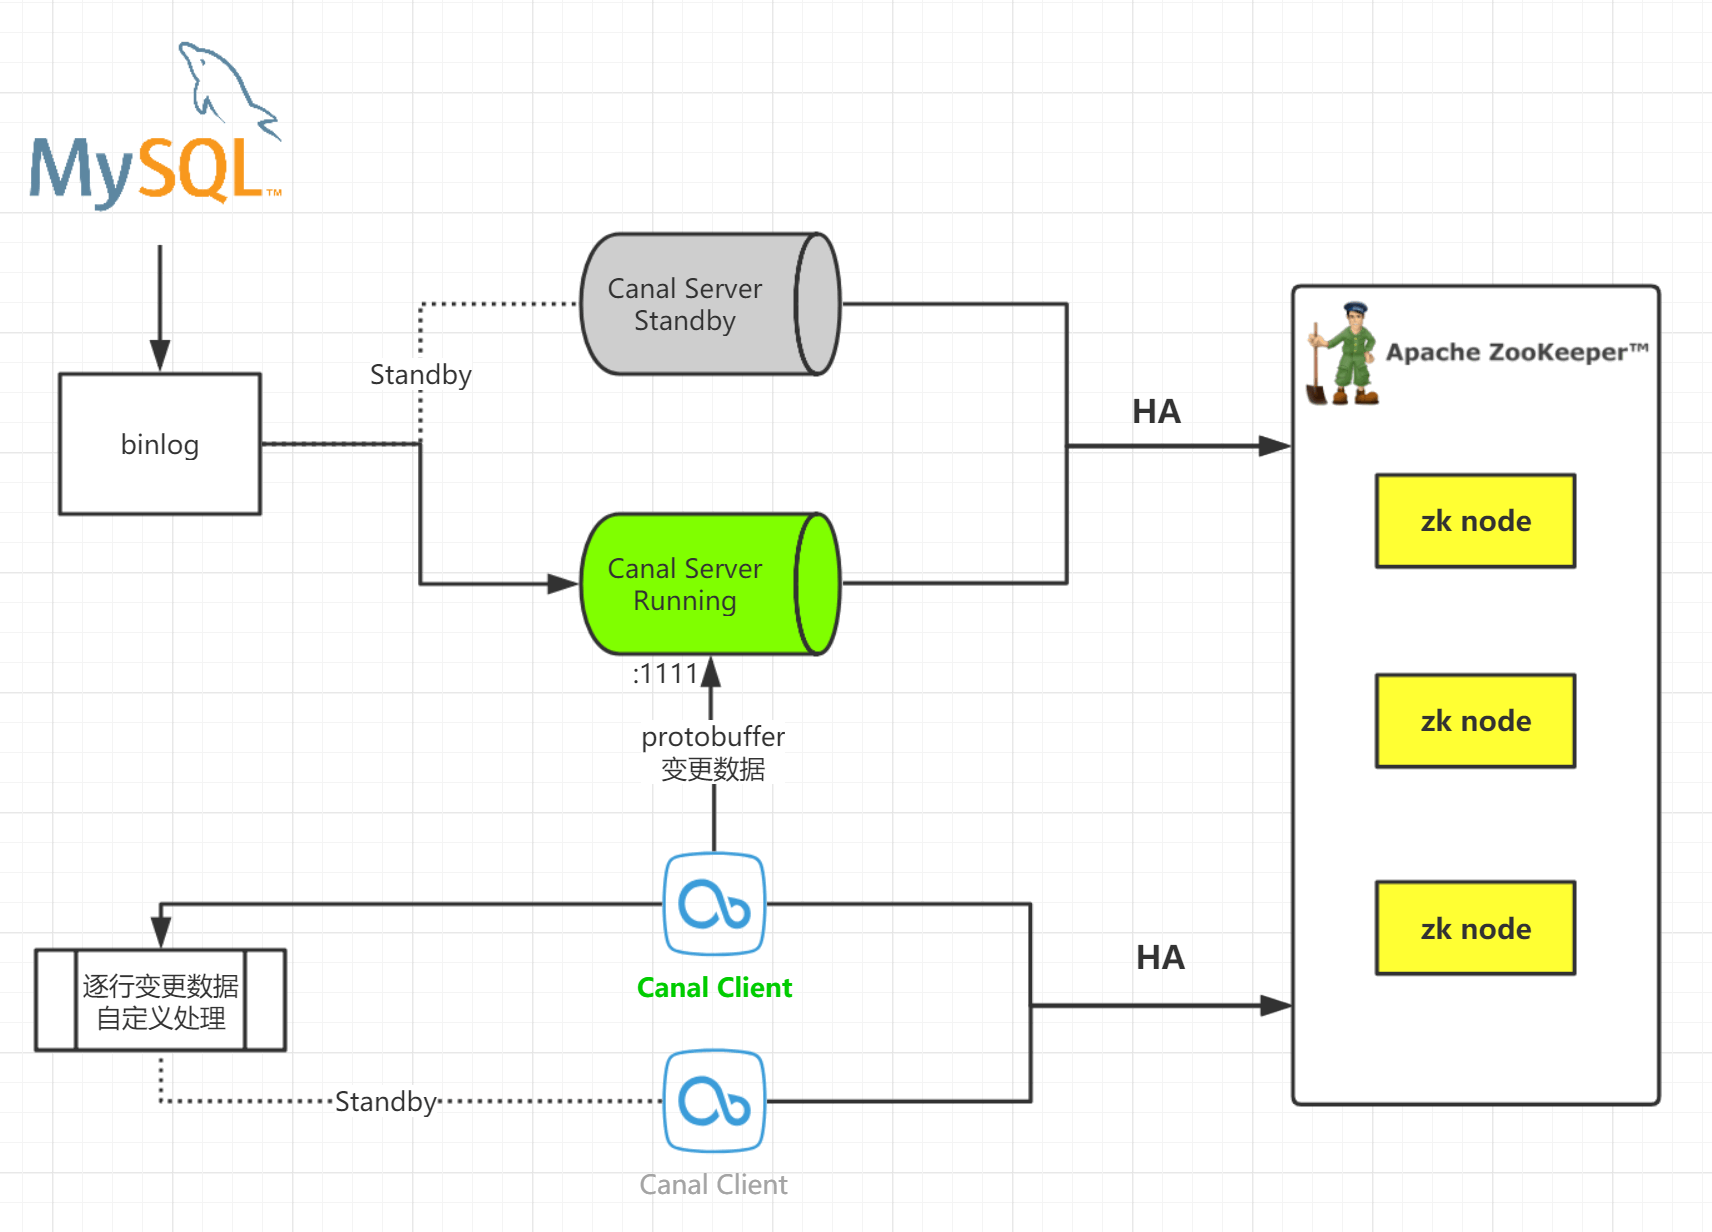 MySQL™
Canal Server
Standby
Apache ZooKeeper™
Standby
HA
binlog
zk node
Canal Server
Running
:1111
zk node
protobuffer
变更数据
zk node
HA
逐行变更数据
自定义处理
Canal Client
Standby
Canal Client